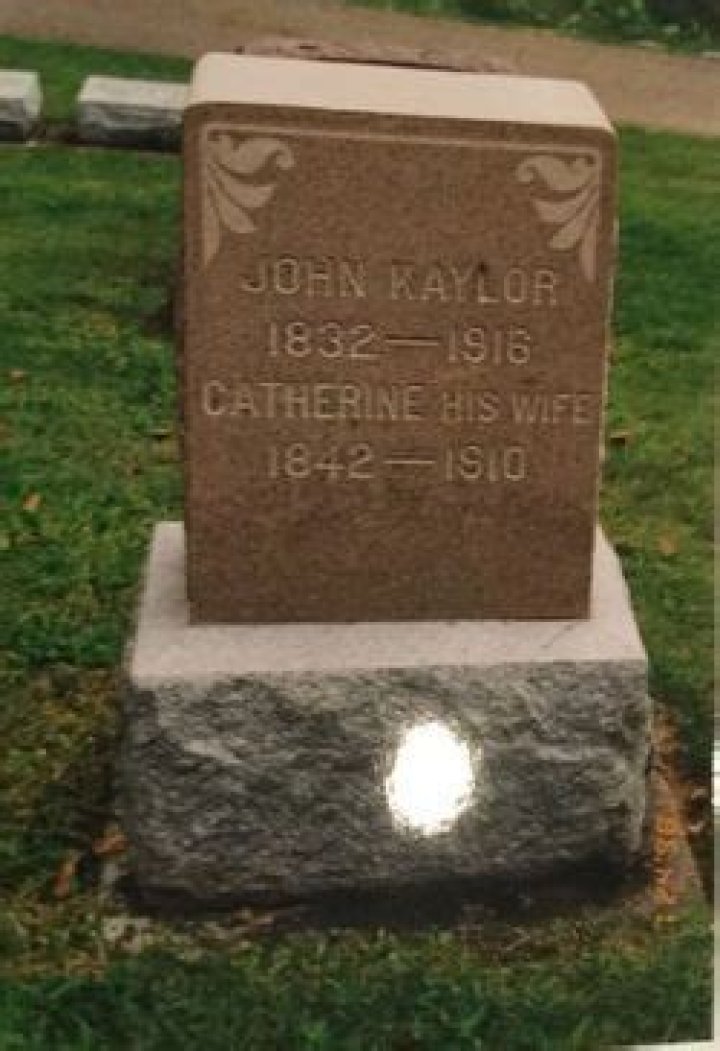 JOHN KAYLOR
1832—1916
CATHERINE HIS WIFE
1842—1910